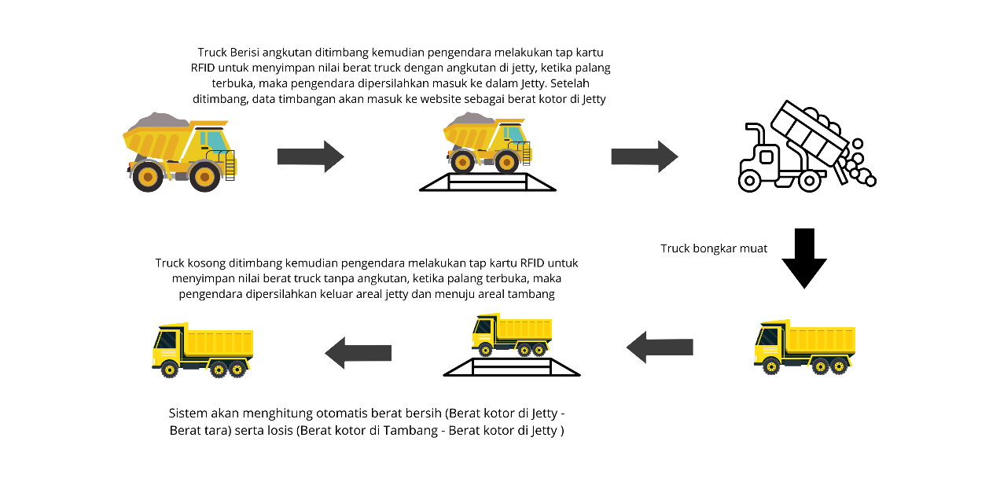 Truck Berisi angkutan ditimbang kemudian pengendara melakukan tap kartu
RFID untuk menyimpan nilai berat truck dengan angkutan di jetty, ketika palang
terbuka, maka pengendara dipersilahkan masuk ke dalam Jetty. Setelah
ditimbang, data timbangan akan masuk ke website sebagai berat kotor di Jetty
Truck bongkar muat
Truck kosong ditimbang kemudian pengendara melakukan tap kartu RFID untuk
menyimpan nilai berat truck tanpa angkutan, ketika palang terbuka, maka
pengendara dipersilahkan keluar areal jetty dan menuju areal tambang
Sistem akan menghitung otomatis berat bersih (Berat kotor di Jetty -
Berat tara) serta losis (Berat kotor di Tambang - Berat kotor di Jetty )